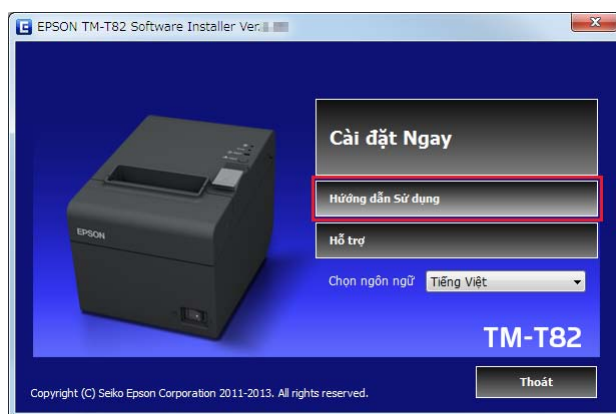 EPSON TM-T82 Software Installer Ver.
Cài đặt Ngay
Hướng dẫn Sử dụng
EPSON
Hỗ trợ
Chọn ngôn ngữ Tiếng Việt
TM-T82
Thoát
Copyright (C) Seiko Epson Corporation 2011-2013. All rights reserved.